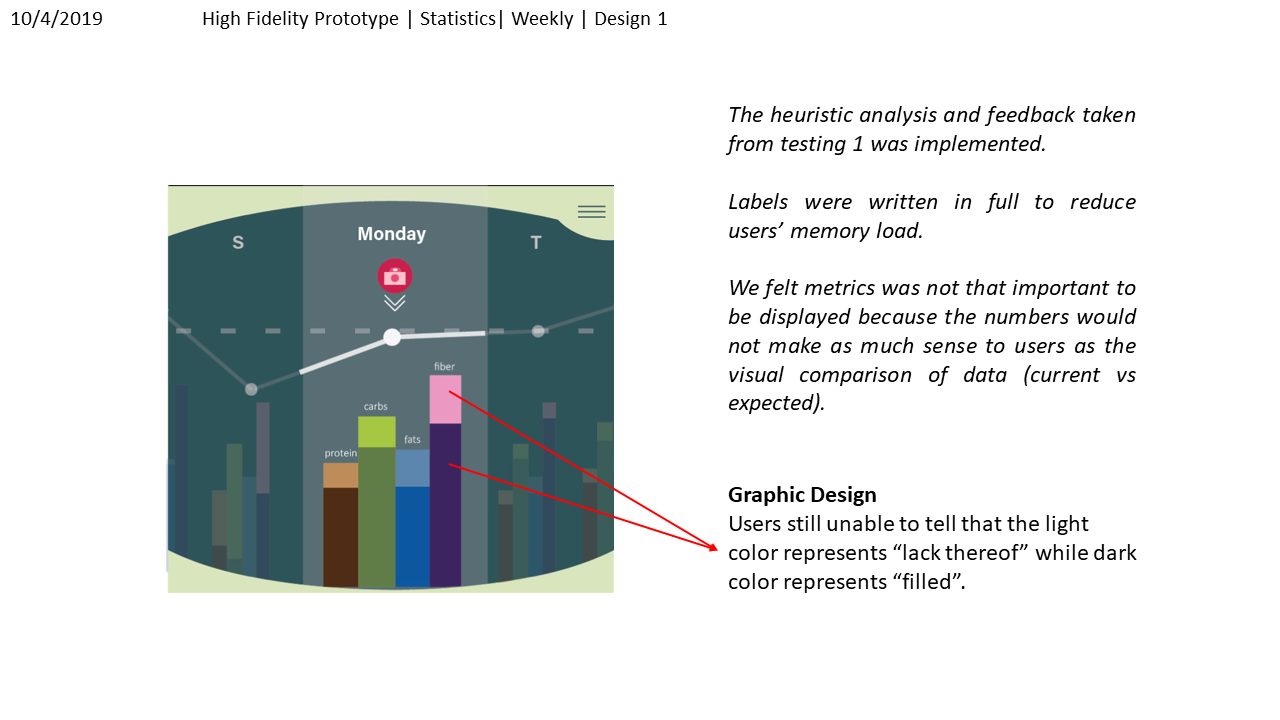 10/4/2019 High Fidelity Prototype | Statistics| Weekly | Design 1
The heuristic analysis and feedback taken
from testing 1 was implemented.
Labels were written in full to reduce
users’ memory load.
We felt metrics was not that important to
be displayed because the numbers would
not make as much sense to users as the
visual comparison of data (current vs
expected).
S
Monday
T
fiber
carbs
fats
protein
Graphic Design
Users still unable to tell that the light
color represents “lack thereof” while dark
color represents “filled”.